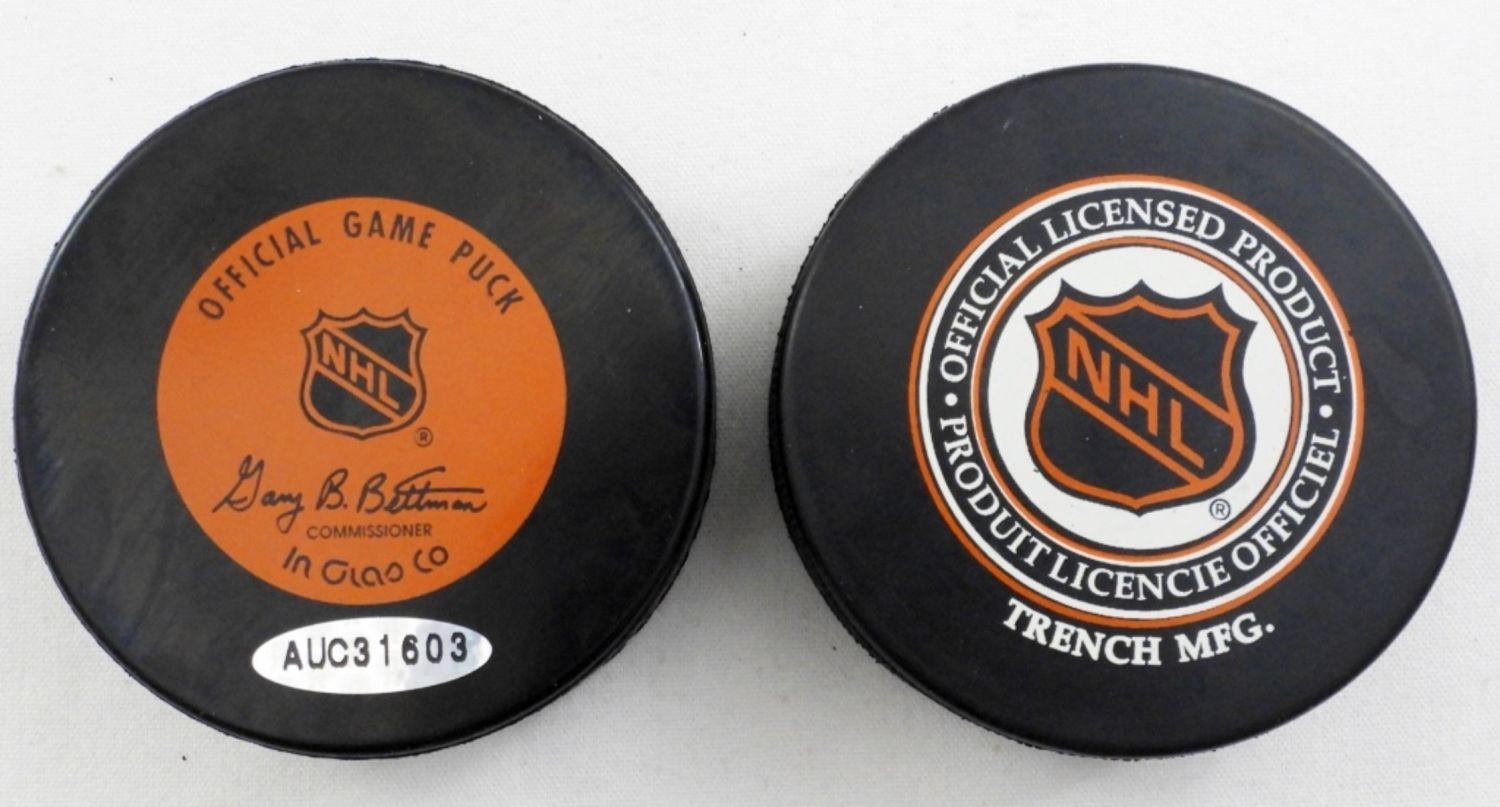 OFFICIAL GAME PUCK
NHL
®
Gary B. Bettman
COMMISSIONER
In Glas Co
AUC31603
• OFFICIAL LICENSED PRODUCT •
NHL
®
PRODUIT LICENCIE OFFICIEL
TRENCH MFG.